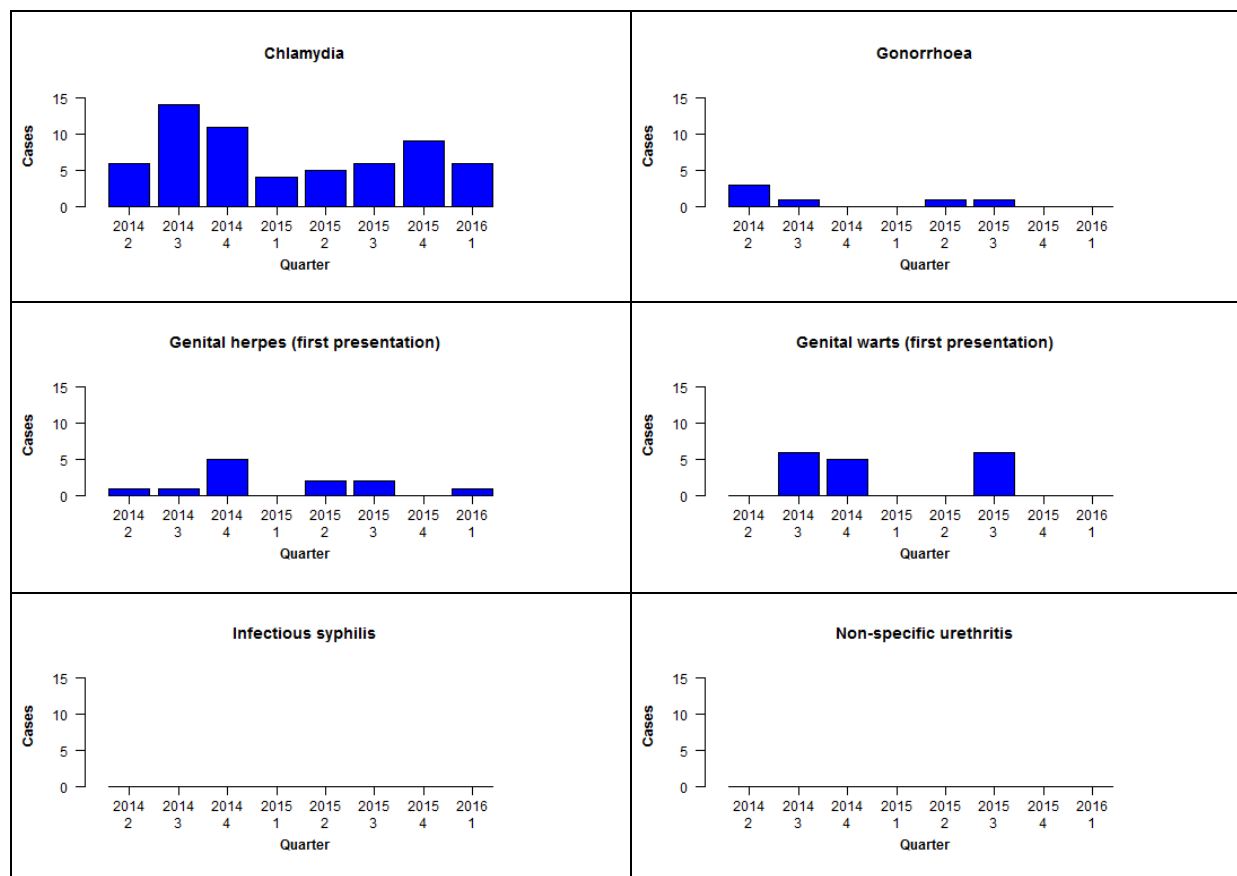 Chlamydia
15
10
5
0
Cases
2014 2014 2014 2015 2015 2015 2015 2016
2 3 4 1 2 3 4 1
Quarter
Gonorrhoea
15
10
5
0
Cases
2014 2014 2014 2015 2015 2015 2015 2016
2 3 4 1 2 3 4 1
Quarter
Genital herpes (first presentation)
15
10
5
0
Cases
2014 2014 2014 2015 2015 2015 2015 2016
2 3 4 1 2 3 4 1
Quarter
Genital warts (first presentation)
15
10
5
0
Cases
2014 2014 2014 2015 2015 2015 2015 2016
2 3 4 1 2 3 4 1
Quarter
Infectious syphilis
15
10
5
0
Cases
2014 2014 2014 2015 2015 2015 2015 2016
2 3 4 1 2 3 4 1
Quarter
Non-specific urethritis
15
10
5
0
Cases
2014 2014 2014 2015 2015 2015 2015 2016
2 3 4 1 2 3 4 1
Quarter